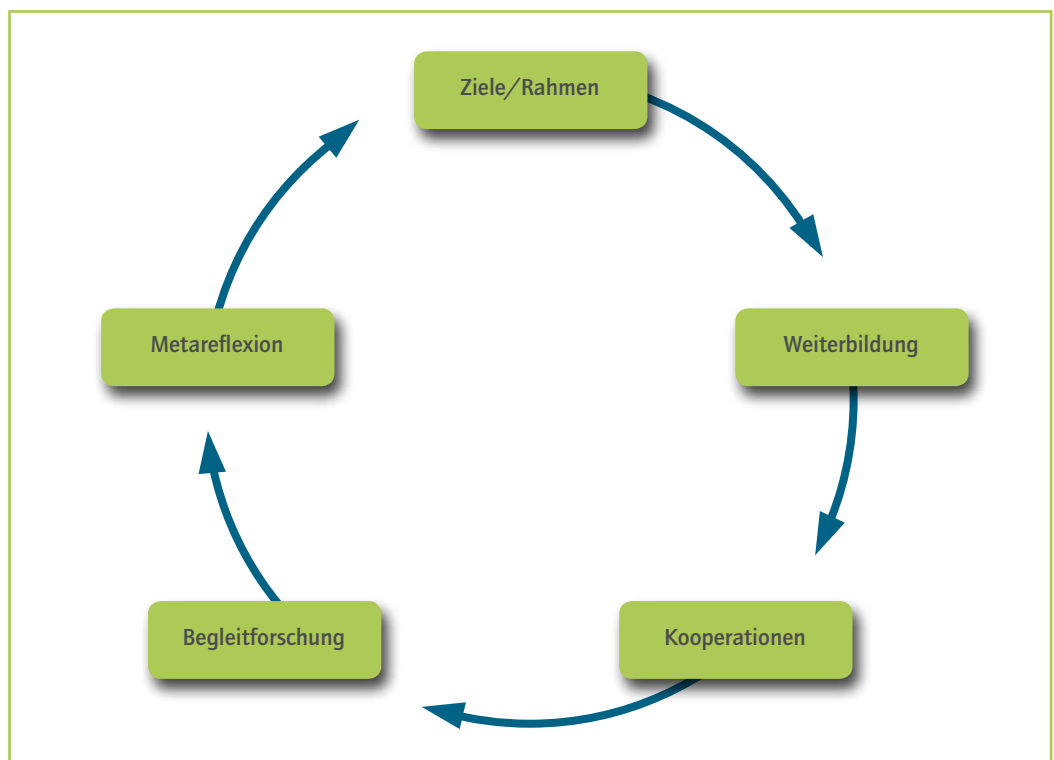 Ziele/Rahmen
Weiterbildung
Kooperationen
Begleitforschung
Metareflexion